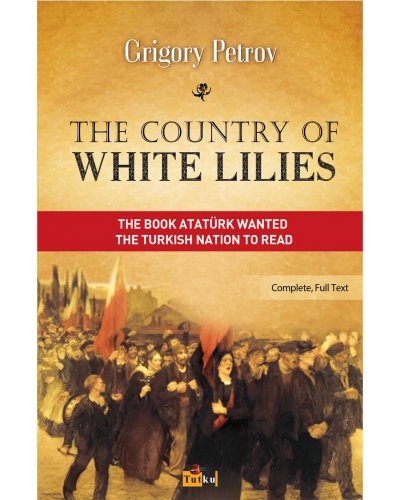 Grigory Petrov
THE COUNTRY OF
WHITE LILIES
THE BOOK ATATÜRK WANTED
THE TURKISH NATION TO READ
Complete, Full Text
Tutku